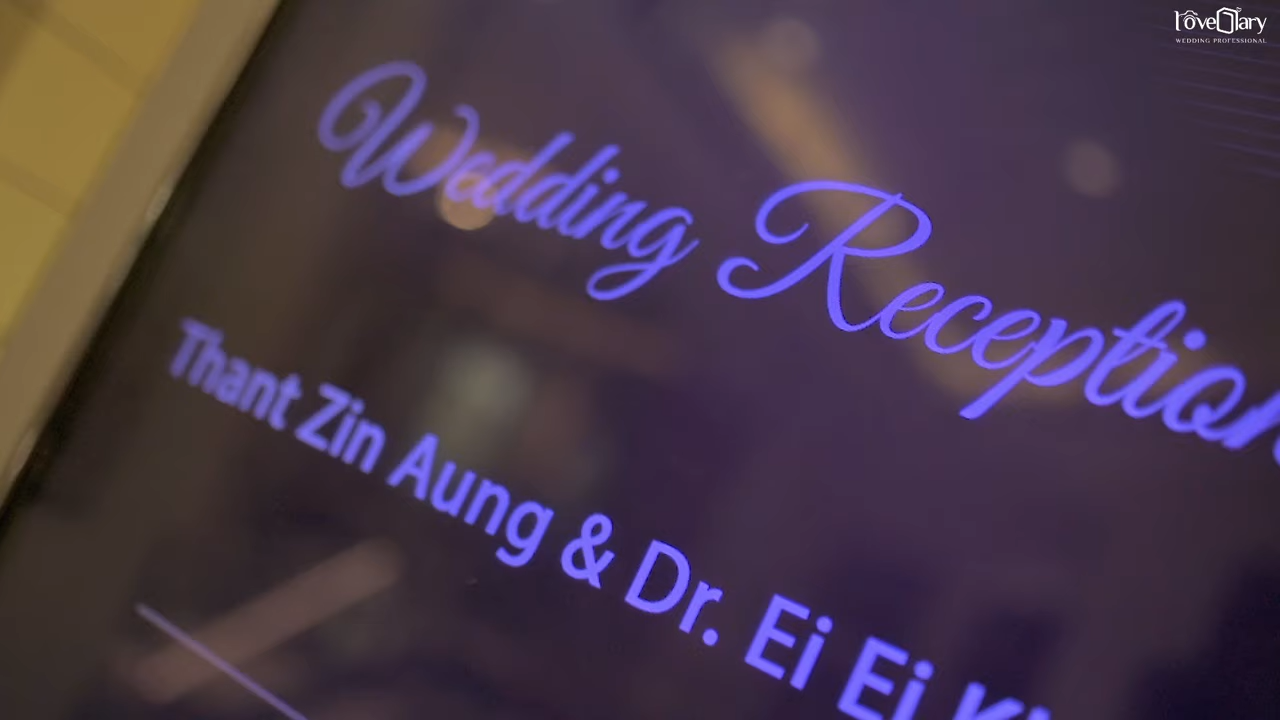 LoveDiary
WEDDING PROFESSIONAL
Wedding Reception
Thant Zin Aung & Dr. Ei Ei